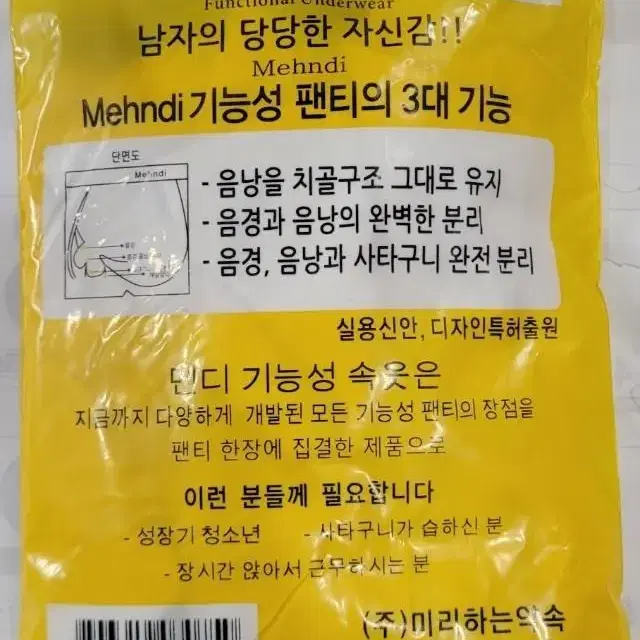 Functional Underwear
남자의 당당한 자신감!!
Mehndi
Mehndi 기능성 팬티의 3대 기능
단면도
Mehndi
- 음낭을 치골구조 그대로 유지
- 음경과 음낭의 완벽한 분리
- 음경, 음낭과 사타구니 완전 분리
실용신안, 디자인특허출원
맨디 기능성 속옷은
지금까지 다양하게 개발된 모든 기능성 팬티의 장점을
팬티 한장에 집결한 제품으로
이런 분들께 필요합니다
- 성장기 청소년 - 사타구니가 습하신 분
- 장시간 앉아서 근무하시는 분
(주)미리하는약속